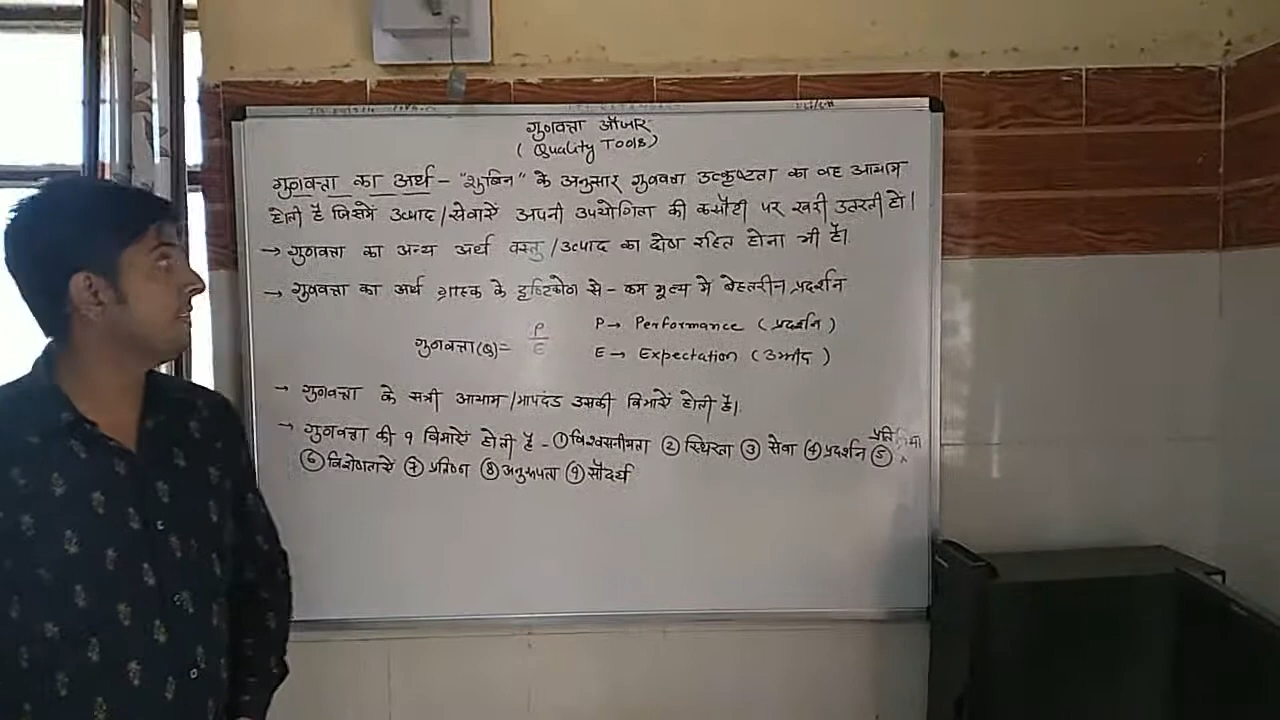 गुणवत्ता औजार
( Quality Tools )
गुणवत्ता का अर्थ - "शुबिन" के अनुसार गुणवत्ता उत्कृष्टता का वह आयाम
होती है जिसमें उत्पाद / सेवाएं अपनी उपयोगिता की कसौटी पर खरी उतरती हों।
→ गुणवत्ता का अन्य अर्थ वस्तु / उत्पाद का दोष रहित होना भी है।
→ गुणवत्ता का अर्थ ग्राहक के दृष्टिकोण से - कम मूल्य में बेहतरीन प्रदर्शन
गुणवत्ता(Q)= P/E P→ Performance ( प्रदर्शन )
E → Expectation ( उम्मीद )
→ गुणवत्ता के सभी आयाम / मापदंड उसकी विमाएं होती है।
→ गुणवत्ता की 9 विमाएं होती है - ① विश्वसनीयता ② स्थिरता ③ सेवा ④ प्रदर्शन ⑤
⑥ विशेषताएं ⑦ प्रतिष्ठा ⑧ अनुरूपता ⑨ सौंदर्य